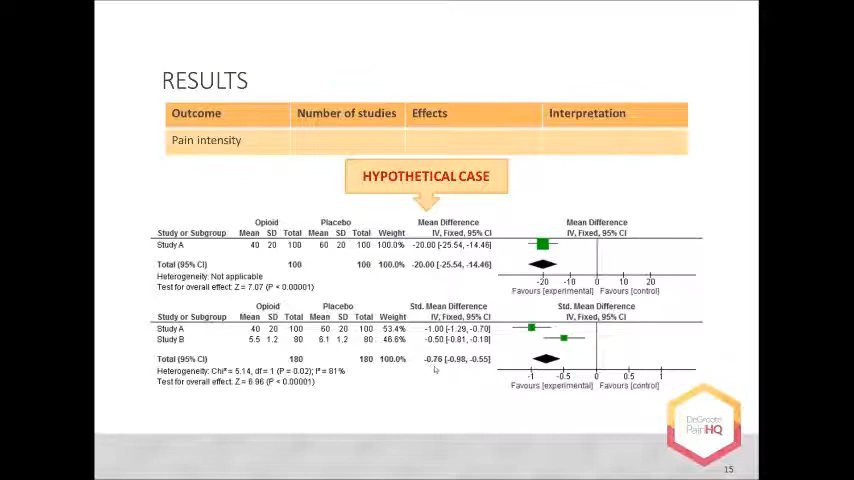 RESULTS
Outcome Number of studies Effects Interpretation
Pain intensity
HYPOTHETICAL CASE
Opioid Placebo Mean Difference Mean Difference
Study or Subgroup Mean SD Total Mean SD Total Weight IV, Fixed, 95% CI IV, Fixed, 95% CI
Study A 40 20 100 60 20 100 100.0% -20.00 [-25.54, -14.46]
Total (95% CI) 100 100 100.0% -20.00 [-25.54, -14.46]
Heterogeneity: Not applicable
Test for overall effect: Z = 7.07 (P < 0.00001)
-20 -10 0 10 20
Favours [experimental] Favours [control]
Opioid Placebo Std. Mean Difference Std. Mean Difference
Study or Subgroup Mean SD Total Mean SD Total Weight IV, Fixed, 95% CI IV, Fixed, 95% CI
Study A 40 20 100 60 20 100 53.4% -1.00 [-1.29, -0.70]
Study B 5.5 1.2 80 6.1 1.2 80 46.6% -0.50 [-0.81, -0.18]
Total (95% CI) 180 180 100.0% -0.76 [-0.98, -0.55]
Heterogeneity: Chi² = 5.14, df = 1 (P = 0.02); I² = 81%
Test for overall effect: Z = 6.96 (P < 0.00001)
-1 -0.5 0 0.5 1
Favours [experimental] Favours [control]
DeGroote
PainHQ
15